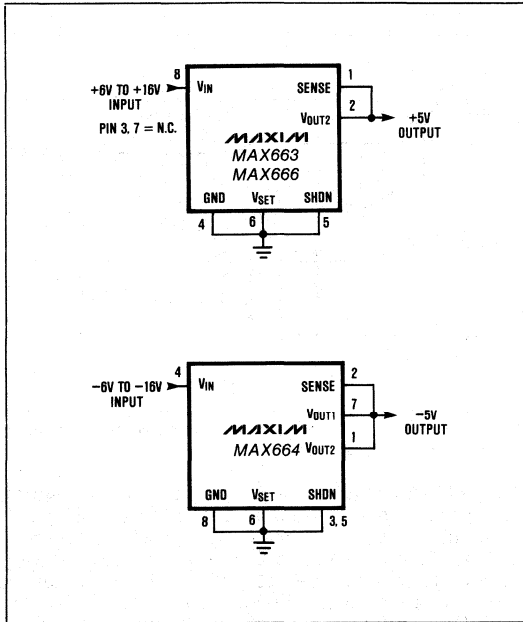 8
+6V TO +16V
INPUT
PIN 3, 7 = N.C.
VIN
SENSE
1
VOUT2
2
+5V
OUTPUT
MAXIM
MAX663
MAX666
GND
VSET
SHDN
4
6
5
4
−6V TO −16V
INPUT
VIN
SENSE
2
VOUT1
7
−5V
OUTPUT
MAXIM
MAX664
VOUT2
1
GND
VSET
SHDN
8
6
3, 5